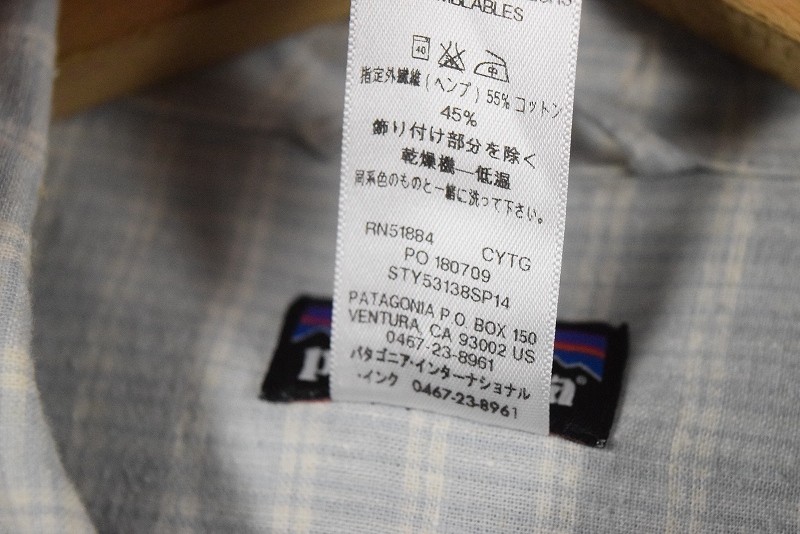 MBLABLES
40 中
指定外繊維(ヘンプ) 55% コットン
45%
飾り付け部分を除く
乾燥機—低温
同系色のものと一緒に洗って下さい。
RN51884 CYTG
PO 180709
STY53138SP14
PATAGONIA P.O. BOX 150
VENTURA, CA 93002 US
0467-23-8961
パタゴニア・インターナショナル
・インク 0467-23-8961
p a®